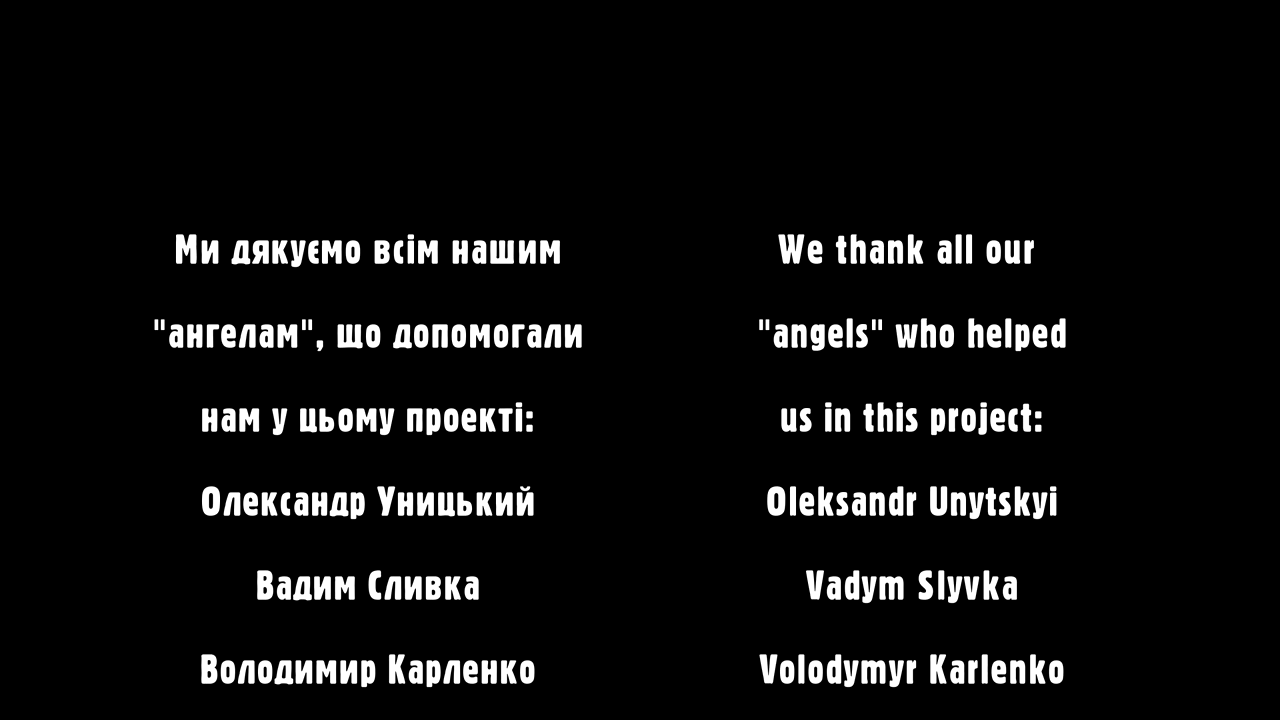 Ми дякуємо всім нашим
"ангелам", що допомогали
нам у цьому проекті:
Олександр Уницький
Вадим Сливка
Володимир Карленко
We thank all our
"angels" who helped
us in this project:
Oleksandr Unytskyi
Vadym Slyvka
Volodymyr Karlenko